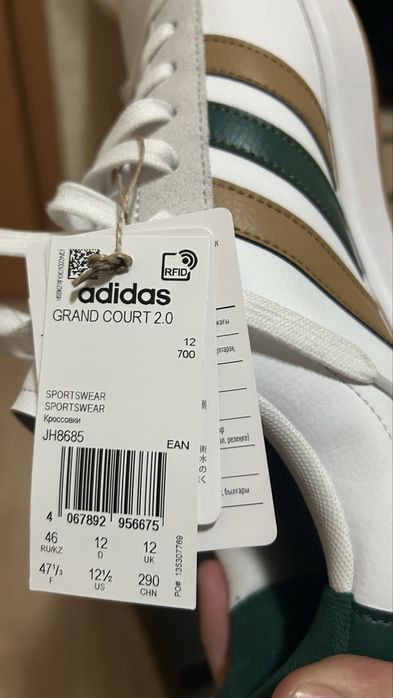 RFID
adidas
GRAND COURT 2.0
12
700
SPORTSWEAR
SPORTSWEAR
Кроссовки
JH8685
EAN
4 067892 956675
46 12 12
RU/KZ D UK
47¹/₃ 12½ 290
F US CHN
PO# 135307769